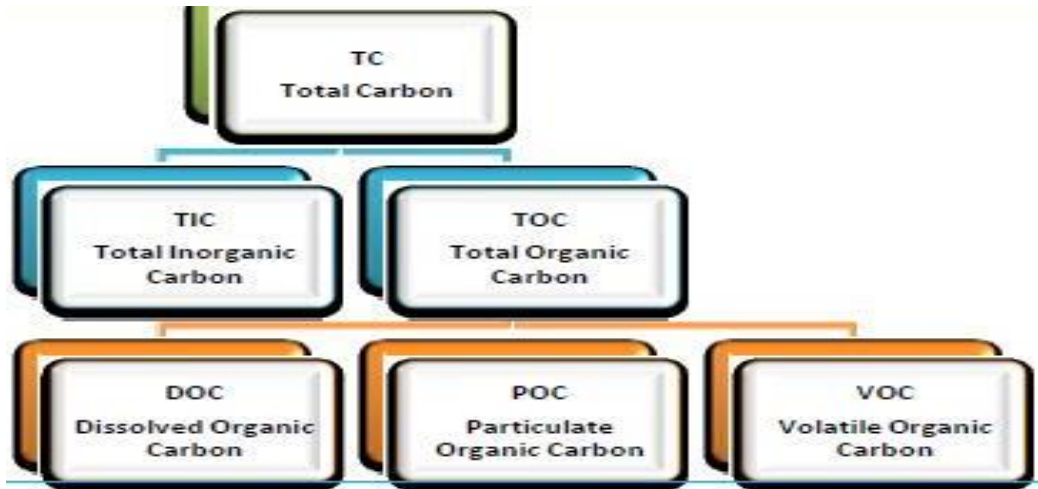 TC
Total Carbon
TIC
Total Inorganic
Carbon
TOC
Total Organic
Carbon
DOC
Dissolved Organic
Carbon
POC
Particulate
Organic Carbon
VOC
Volatile Organic
Carbon